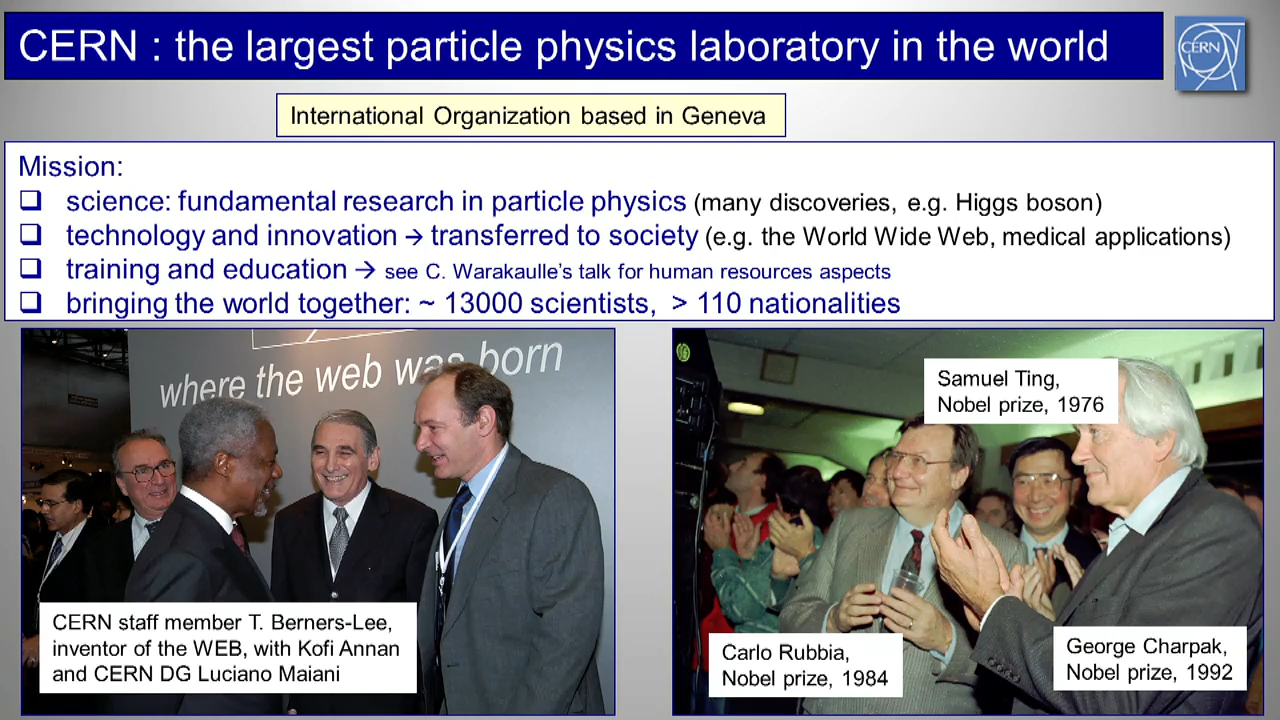 CERN : the largest particle physics laboratory in the world
CERN
International Organization based in Geneva
Mission:
❑ science: fundamental research in particle physics (many discoveries, e.g. Higgs boson)
❑ technology and innovation → transferred to society (e.g. the World Wide Web, medical applications)
❑ training and education → see C. Warakaulle's talk for human resources aspects
❑ bringing the world together: ~ 13000 scientists, > 110 nationalities
where the web was born
CERN staff member T. Berners-Lee,
inventor of the WEB, with Kofi Annan
and CERN DG Luciano Maiani
Samuel Ting,
Nobel prize, 1976
Carlo Rubbia,
Nobel prize, 1984
George Charpak,
Nobel prize, 1992